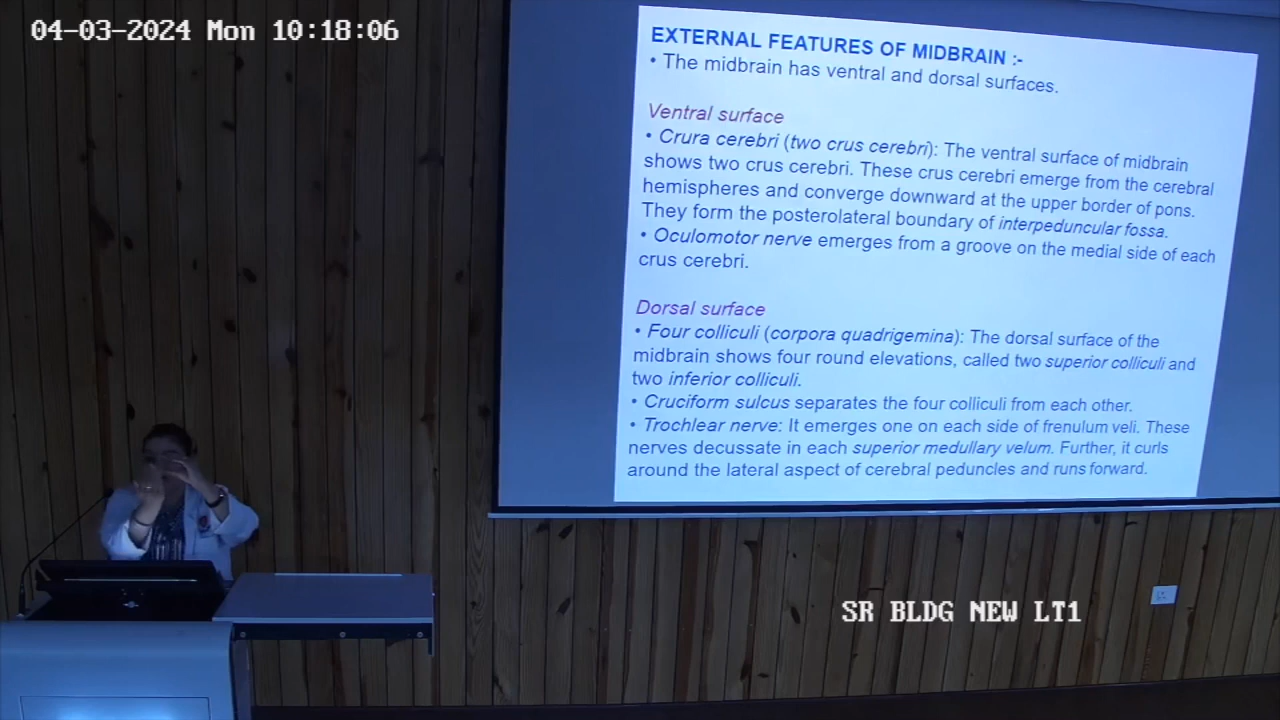 04-03-2024 Mon 10:18:06
EXTERNAL FEATURES OF MIDBRAIN :-
• The midbrain has ventral and dorsal surfaces.
Ventral surface
• Crura cerebri (two crus cerebri): The ventral surface of midbrain
shows two crus cerebri. These crus cerebri emerge from the cerebral
hemispheres and converge downward at the upper border of pons.
They form the posterolateral boundary of interpeduncular fossa.
• Oculomotor nerve emerges from a groove on the medial side of each
crus cerebri.
Dorsal surface
• Four colliculi (corpora quadrigemina): The dorsal surface of the
midbrain shows four round elevations, called two superior colliculi and
two inferior colliculi.
• Cruciform sulcus separates the four colliculi from each other.
• Trochlear nerve: It emerges one on each side of frenulum veli. These
nerves decussate in each superior medullary velum. Further, it curls
around the lateral aspect of cerebral peduncles and runs forward.
SR BLDG NEW LT1